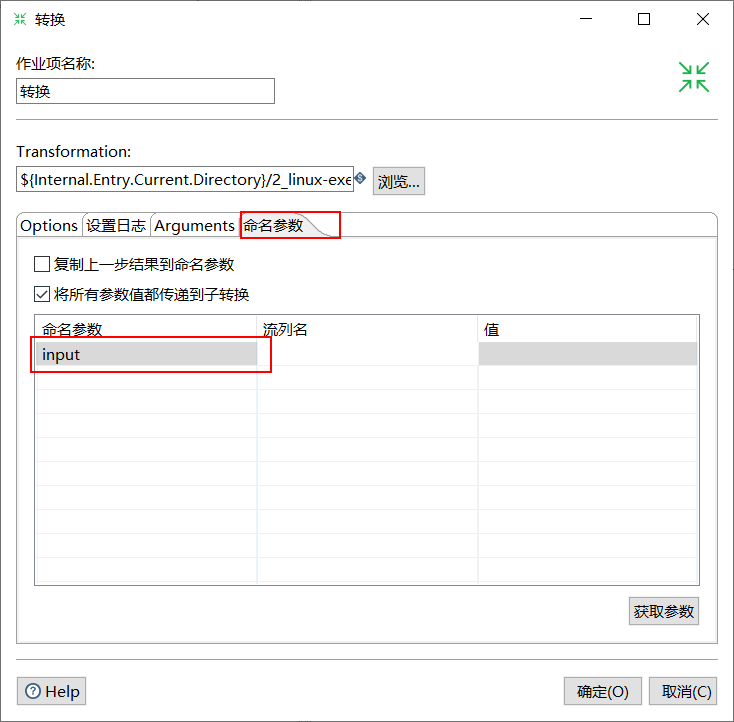 转换
作业项名称:
转换
Transformation:
${Internal.Entry.Current.Directory}/2_linux-exe
浏览...
Options 设置日志 Arguments 命名参数
复制上一步结果到命名参数
将所有参数值都传递到子转换
命名参数 流列名 值
input
获取参数
Help 确定(O) 取消(C)